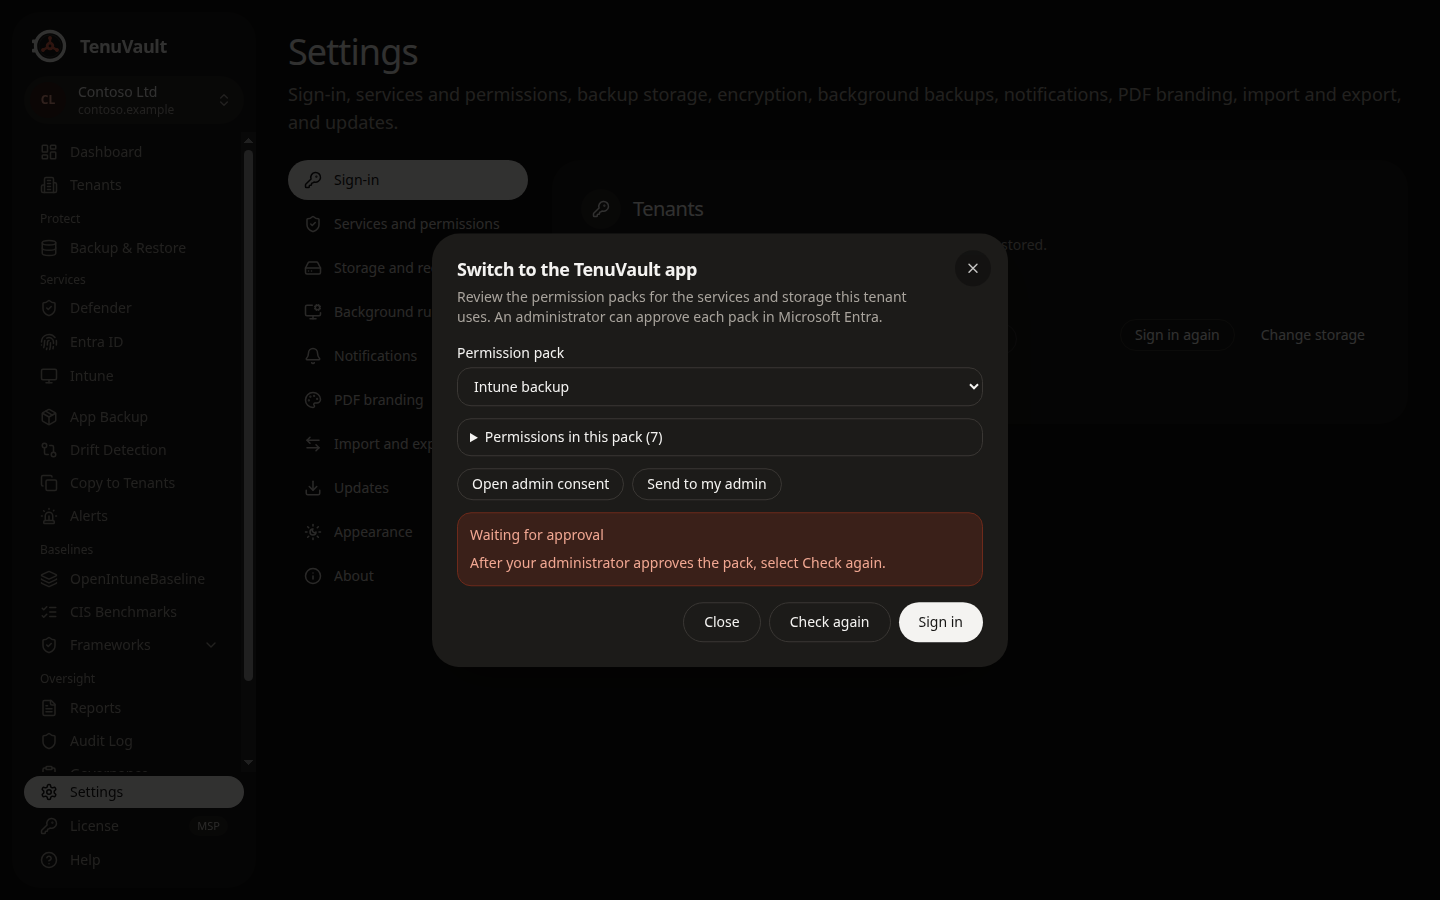 TenuVault
CL
Contoso Ltd
contoso.example
Dashboard
Tenants
Protect
Backup & Restore
Services
Defender
Entra ID
Intune
App Backup
Drift Detection
Copy to Tenants
Alerts
Baselines
OpenIntuneBaseline
CIS Benchmarks
Frameworks
Oversight
Reports
Audit Log
Settings
License MSP
Help
Settings
Sign-in, services and permissions, backup storage, encryption, background backups, notifications, PDF branding, import and export,
and updates.
Sign-in
Services and permissions
Storage and re
Background ru
Notifications
PDF branding
Import and exp
Updates
Appearance
About
Tenants
stored.
Sign in again
Change storage
Switch to the TenuVault app
Review the permission packs for the services and storage this tenant
uses. An administrator can approve each pack in Microsoft Entra.
Permission pack
Intune backup
Permissions in this pack (7)
Open admin consent
Send to my admin
Waiting for approval
After your administrator approves the pack, select Check again.
Close
Check again
Sign in